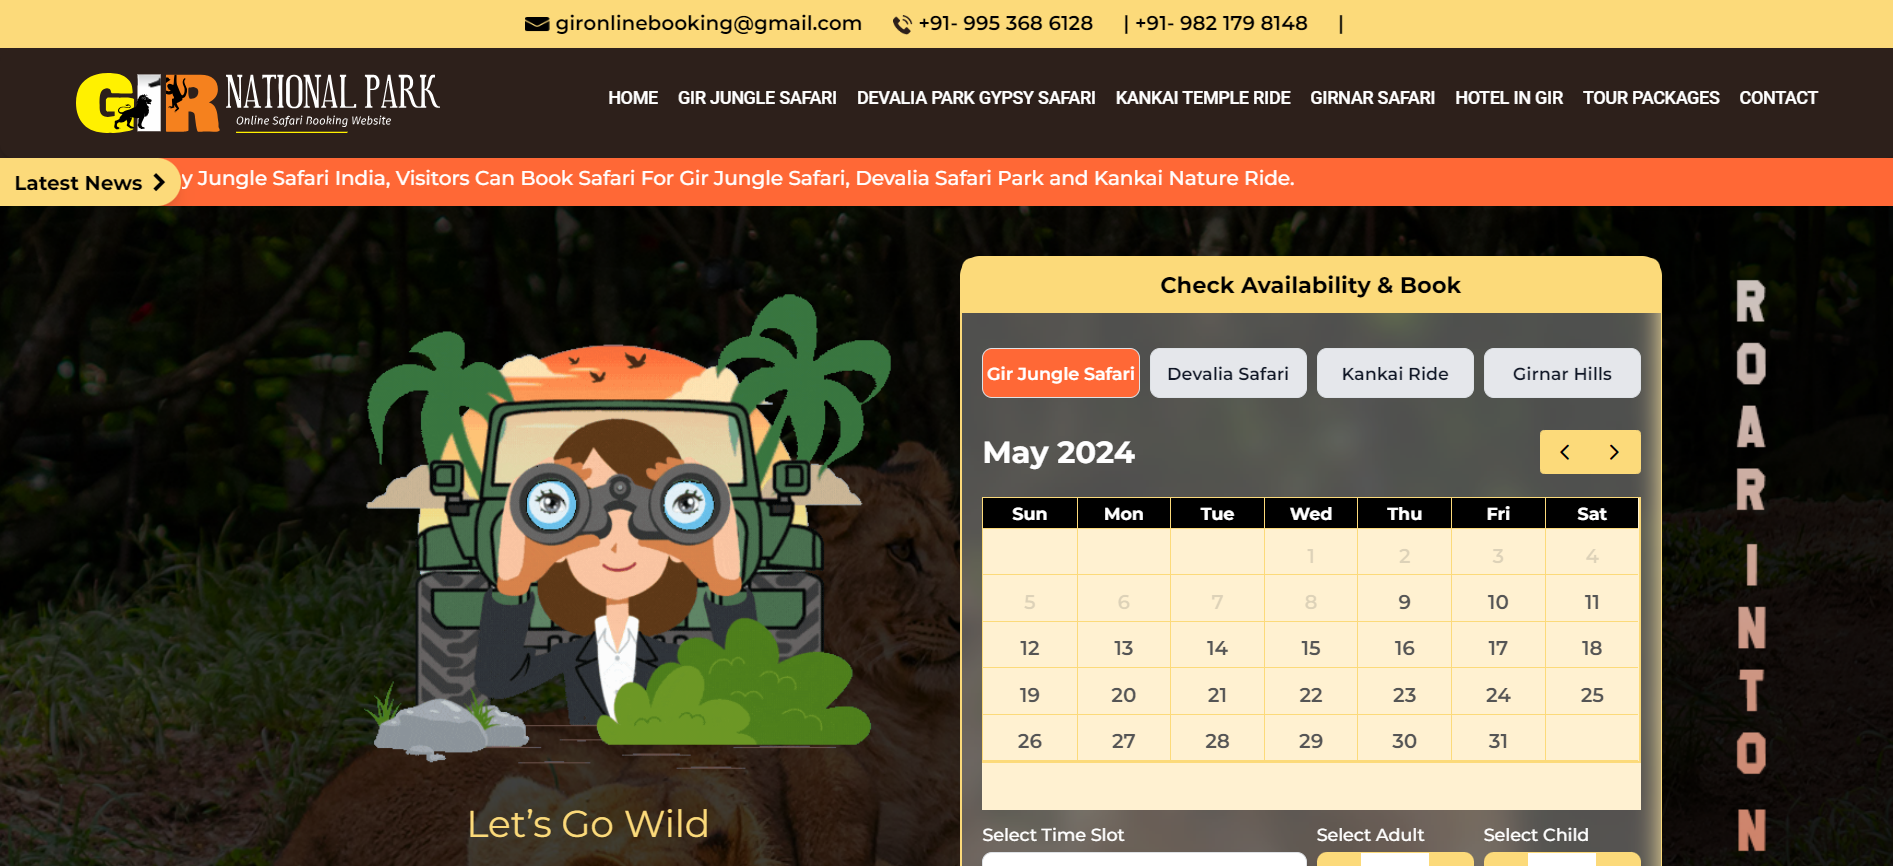 gironlinebooking@gmail.com +91- 995 368 6128 | +91- 982 179 8148 |
GIR NATIONAL PARK
Online Safari Booking Website
HOME GIR JUNGLE SAFARI DEVALIA PARK GYPSY SAFARI KANKAI TEMPLE RIDE GIRNAR SAFARI HOTEL IN GIR TOUR PACKAGES CONTACT
Latest News y Jungle Safari India, Visitors Can Book Safari For Gir Jungle Safari, Devalia Safari Park and Kankai Nature Ride.
Let's Go Wild
Check Availability & Book
Gir Jungle Safari Devalia Safari Kankai Ride Girnar Hills
May 2024
Sun Mon Tue Wed Thu Fri Sat
1 2 3 4
5 6 7 8 9 10 11
12 13 14 15 16 17 18
19 20 21 22 23 24 25
26 27 28 29 30 31
Select Time Slot Select Adult Select Child
ROAR INTO N